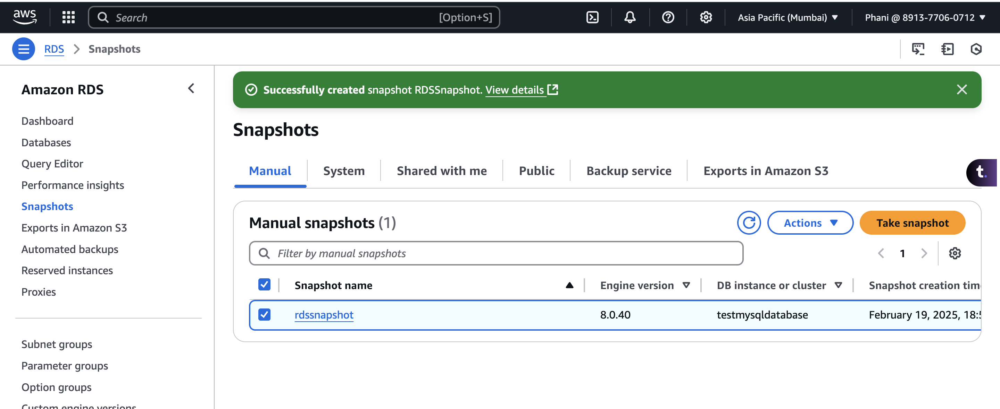 aws
Search [Option+S]
Asia Pacific (Mumbai)
Phani @ 8913-7706-0712
RDS
Snapshots
Amazon RDS
Dashboard
Databases
Query Editor
Performance insights
Snapshots
Exports in Amazon S3
Automated backups
Reserved instances
Proxies
Subnet groups
Parameter groups
Option groups
Custom engine versions
Successfully created snapshot RDSSnapshot. View details
Snapshots
Manual
System
Shared with me
Public
Backup service
Exports in Amazon S3
t.
Manual snapshots (1)
Actions
Take snapshot
Filter by manual snapshots
1
Snapshot name
Engine version
DB instance or cluster
Snapshot creation tim
rdssnapshot
8.0.40
testmysqldatabase
February 19, 2025, 18:5